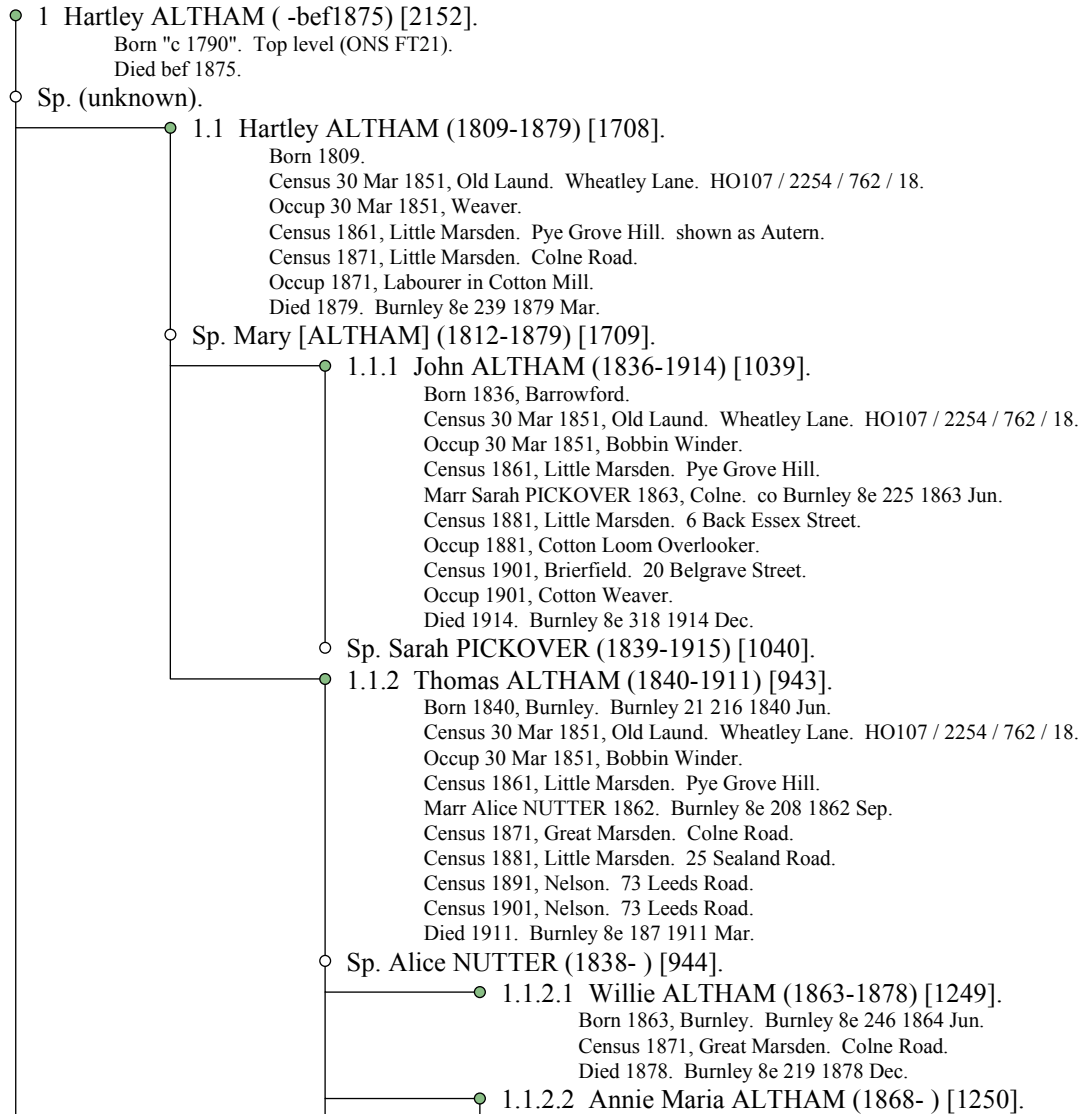 1 Hartley ALTHAM ( -bef1875) [2152].
Born "c 1790". Top level (ONS FT21).
Died bef 1875.
Sp. (unknown).
1.1 Hartley ALTHAM (1809-1879) [1708].
Born 1809.
Census 30 Mar 1851, Old Laund. Wheatley Lane. HO107 / 2254 / 762 / 18.
Occup 30 Mar 1851, Weaver.
Census 1861, Little Marsden. Pye Grove Hill. shown as Autern.
Census 1871, Little Marsden. Colne Road.
Occup 1871, Labourer in Cotton Mill.
Died 1879. Burnley 8e 239 1879 Mar.
Sp. Mary [ALTHAM] (1812-1879) [1709].
1.1.1 John ALTHAM (1836-1914) [1039].
Born 1836, Barrowford.
Census 30 Mar 1851, Old Laund. Wheatley Lane. HO107 / 2254 / 762 / 18.
Occup 30 Mar 1851, Bobbin Winder.
Census 1861, Little Marsden. Pye Grove Hill.
Marr Sarah PICKOVER 1863, Colne. co Burnley 8e 225 1863 Jun.
Census 1881, Little Marsden. 6 Back Essex Street.
Occup 1881, Cotton Loom Overlooker.
Census 1901, Brierfield. 20 Belgrave Street.
Occup 1901, Cotton Weaver.
Died 1914. Burnley 8e 318 1914 Dec.
Sp. Sarah PICKOVER (1839-1915) [1040].
1.1.2 Thomas ALTHAM (1840-1911) [943].
Born 1840, Burnley. Burnley 21 216 1840 Jun.
Census 30 Mar 1851, Old Laund. Wheatley Lane. HO107 / 2254 / 762 / 18.
Occup 30 Mar 1851, Bobbin Winder.
Census 1861, Little Marsden. Pye Grove Hill.
Marr Alice NUTTER 1862. Burnley 8e 208 1862 Sep.
Census 1871, Great Marsden. Colne Road.
Census 1881, Little Marsden. 25 Sealand Road.
Census 1891, Nelson. 73 Leeds Road.
Census 1901, Nelson. 73 Leeds Road.
Died 1911. Burnley 8e 187 1911 Mar.
Sp. Alice NUTTER (1838- ) [944].
1.1.2.1 Willie ALTHAM (1863-1878) [1249].
Born 1863, Burnley. Burnley 8e 246 1864 Jun.
Census 1871, Great Marsden. Colne Road.
Died 1878. Burnley 8e 219 1878 Dec.
1.1.2.2 Annie Maria ALTHAM (1868- ) [1250].